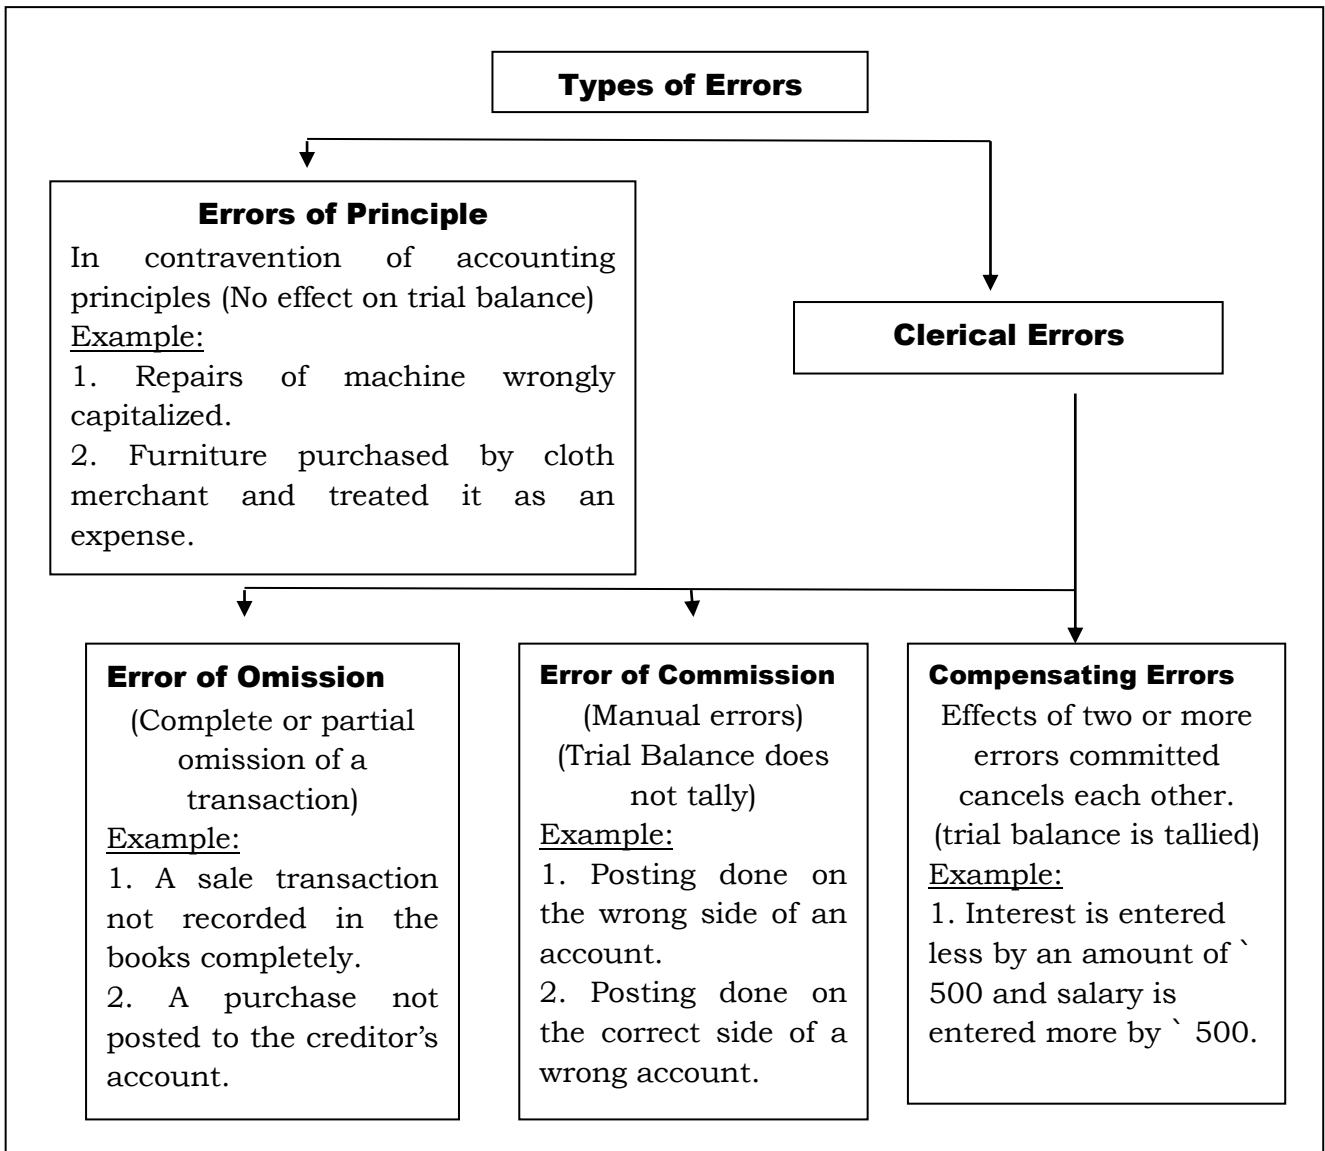 Types of Errors
Errors of Principle
In contravention of accounting
principles (No effect on trial balance)
Example:
1. Repairs of machine wrongly
capitalized.
2. Furniture purchased by cloth
merchant and treated it as an
expense.
Clerical Errors
Error of Omission
(Complete or partial
omission of a
transaction)
Example:
1. A sale transaction
not recorded in the
books completely.
2. A purchase not
posted to the creditor’s
account.
Error of Commission
(Manual errors)
(Trial Balance does
not tally)
Example:
1. Posting done on
the wrong side of an
account.
2. Posting done on
the correct side of a
wrong account.
Compensating Errors
Effects of two or more
errors committed
cancels each other.
(trial balance is tallied)
Example:
1. Interest is entered
less by an amount of `
500 and salary is
entered more by ` 500.